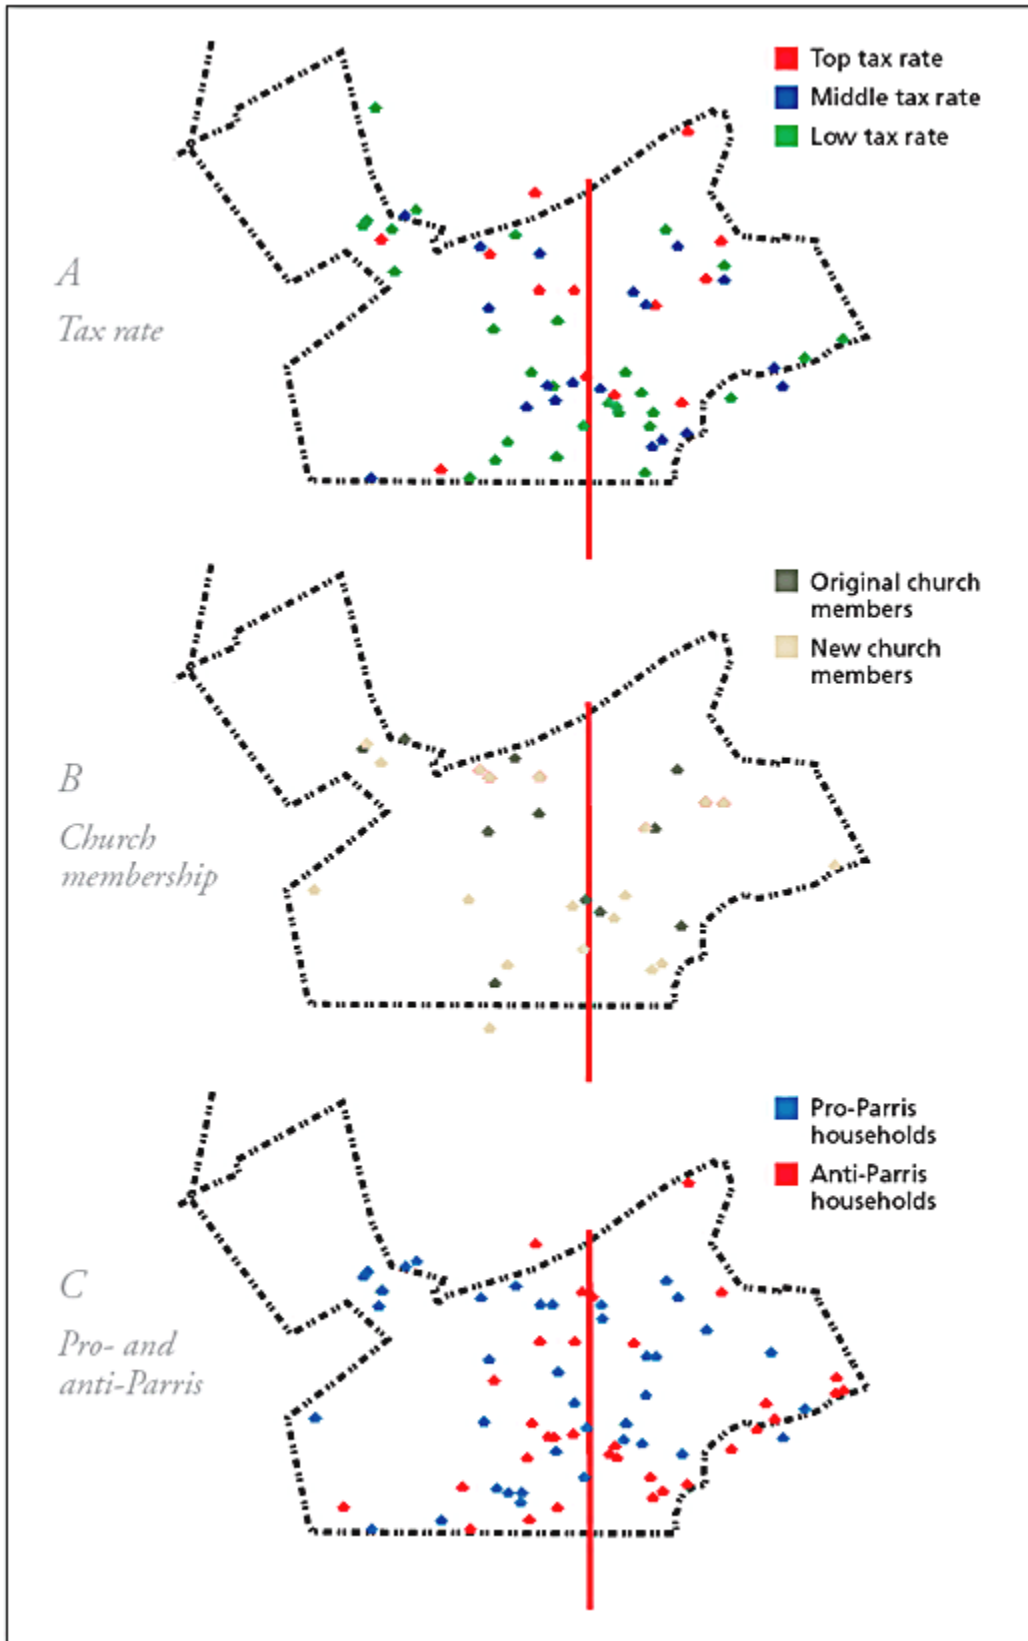 Top tax rate
Middle tax rate
Low tax rate
A
Tax rate
Original church
members
New church
members
B
Church
membership
Pro-Parris
households
Anti-Parris
households
C
Pro- and
anti-Parris